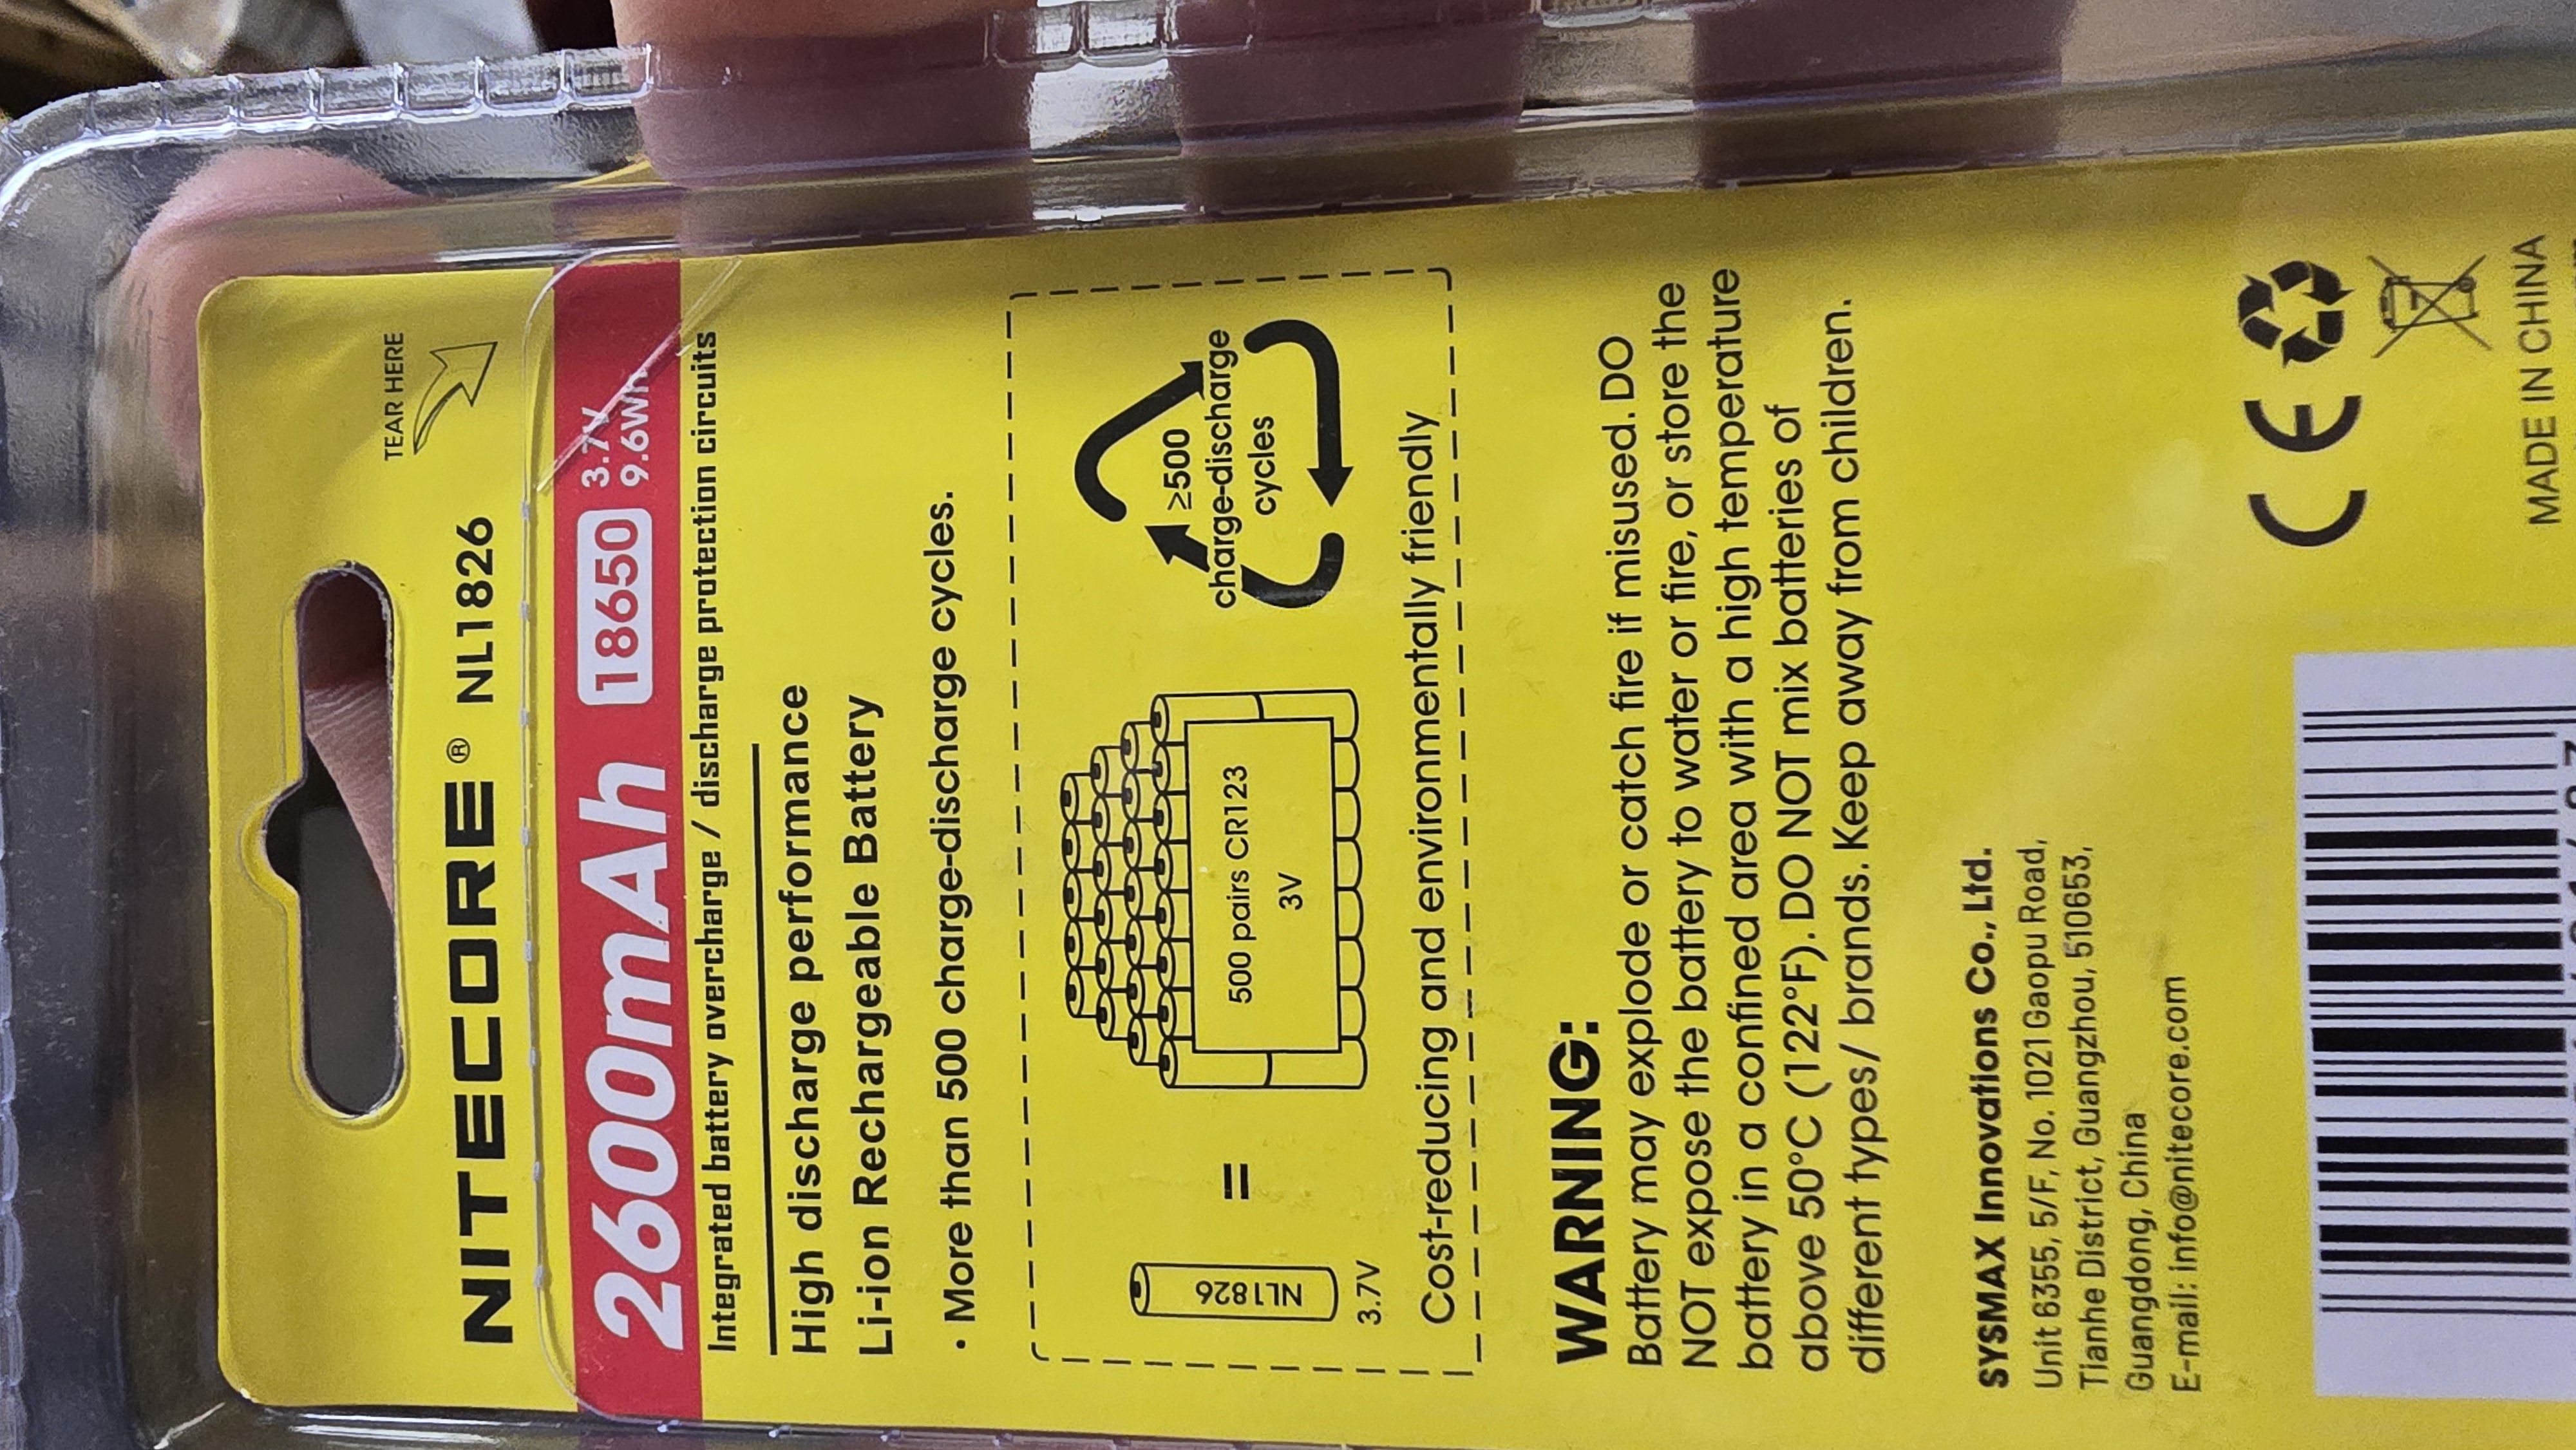 TEAR HERE
NITECORE® NL1826
2600mAh 18650 3.7V
9.6Wh
Integrated battery overcharge / discharge protection circuits
High discharge performance
Li-ion Rechargeable Battery
· More than 500 charge-discharge cycles.
NL1826
3.7V
=
500 pairs CR123
3V
≥500
charge-discharge
cycles
Cost-reducing and environmentally friendly
WARNING:
Battery may explode or catch fire if misused. DO
NOT expose the battery to water or fire, or store the
battery in a confined area with a high temperature
above 50°C (122°F). DO NOT mix batteries of
different types/ brands. Keep away from children.
SYSMAX Innovations Co., Ltd.
Unit 6355, 5/F, No. 1021 Gaopu Road,
Tianhe District, Guangzhou, 510653,
Guangdong, China
E-mail: info@nitecore.com
CE
MADE IN CHINA